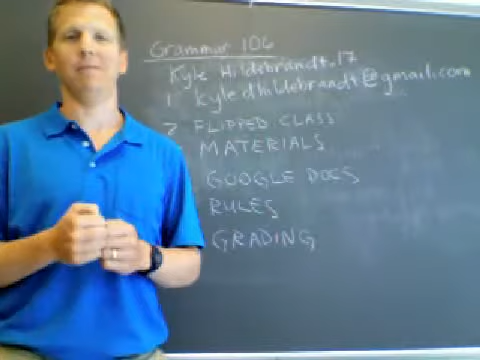 Grammar 106
Kyle Hildebrandt.17
1 kyledhildebrandt@gmail.com
2 FLIPPED CLASS
MATERIALS
GOOGLE DOCS
RULES
GRADING